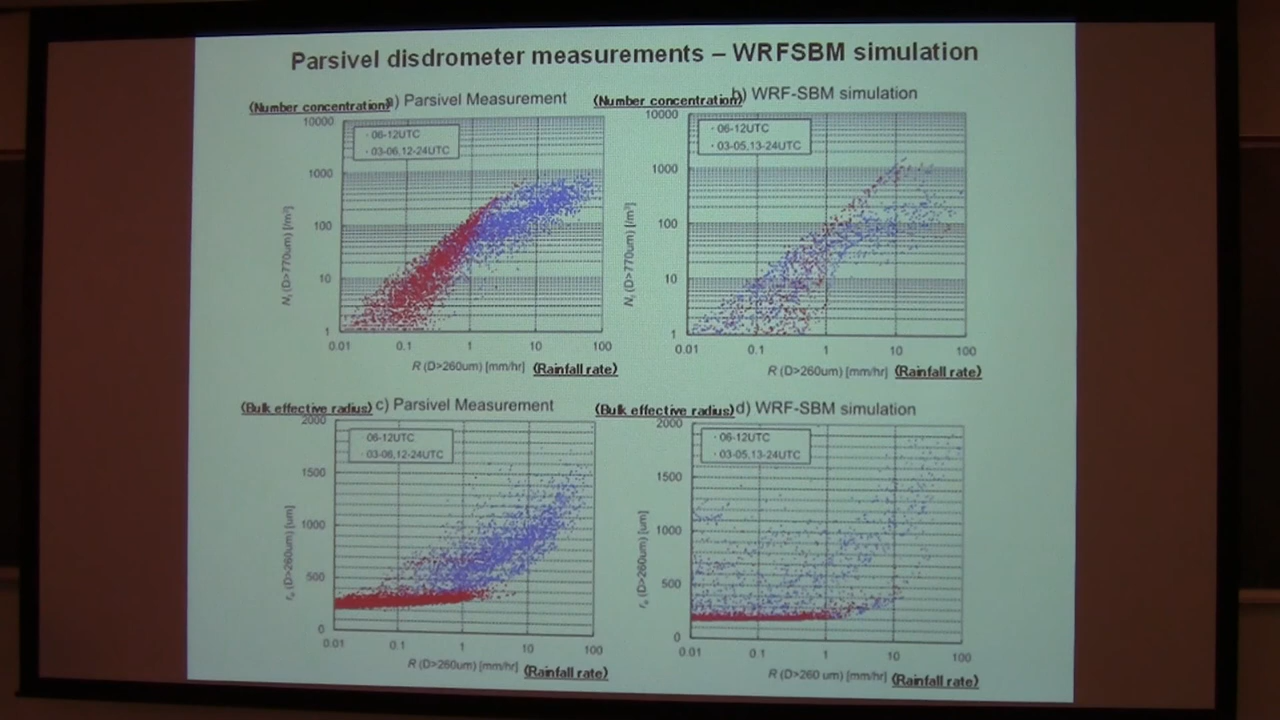 Parsivel disdrometer measurements – WRFSBM simulation
(Number concentration) a) Parsivel Measurement
10000
1000
100
10
1
· 06-12UTC
· 03-06,12-24UTC
Nt (D>770um) [/m³]
0.01 0.1 1 10 100
R (D>260um) [mm/hr] (Rainfall rate)
(Number concentration) b) WRF-SBM simulation
10000
1000
100
10
1
· 06-12UTC
· 03-05,13-24UTC
Nt (D>770um) [/m³]
0.01 0.1 1 10 100
R (D>260um) [mm/hr] (Rainfall rate)
(Bulk effective radius) c) Parsivel Measurement
2000
1500
1000
500
0
06-12UTC
· 03-06,12-24UTC
re (D>260um) [um]
0.01 0.1 1 10 100
R (D>260um) [mm/hr] (Rainfall rate)
(Bulk effective radius) d) WRF-SBM simulation
2000
1500
1000
500
0
· 06-12UTC
· 03-05,13-24UTC
re (D>260um) [um]
0.01 0.1 1 10 100
R (D>260 um) [mm/hr] (Rainfall rate)